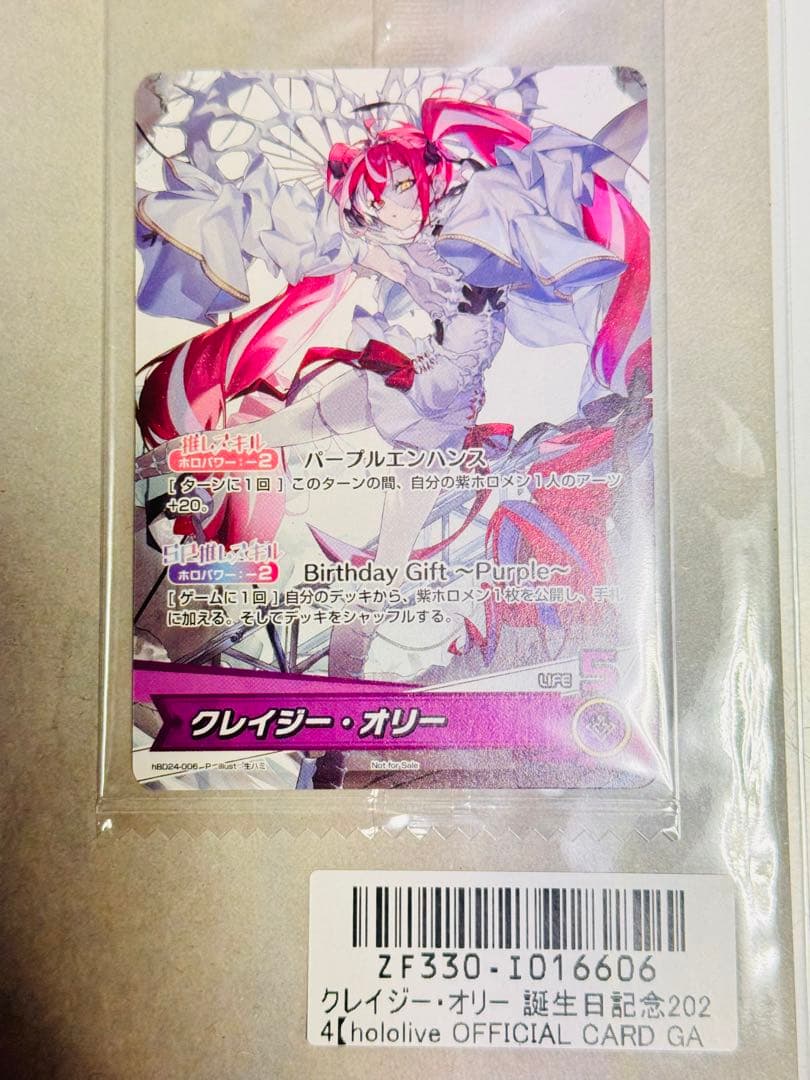 推しスキル
ホロパワー：－2
パープルエンハンス
[ ターンに１回 ] このターンの間、自分の紫ホロメン１人のアーツ
+20。
SP推しスキル
ホロパワー：－2
Birthday Gift ～Purple～
[ ゲームに１回 ] 自分のデッキから、紫ホロメン１枚を公開し、手札
に加える。そしてデッキをシャッフルする。
LIFE 5
クレイジー・オリー
hBD24-006 P illust 生ハミ
Not for Sale
ZF330-I016606
クレイジー・オリー 誕生日記念202
4【hololive OFFICIAL CARD GA